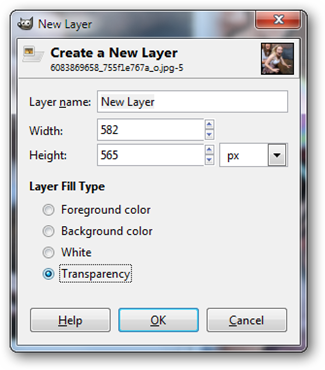 New Layer
Create a New Layer
6083869658_755f1e767a_o.jpg-5
Layer name: New Layer
Width: 582
Height: 565 px
Layer Fill Type
Foreground color
Background color
White
Transparency
Help OK Cancel